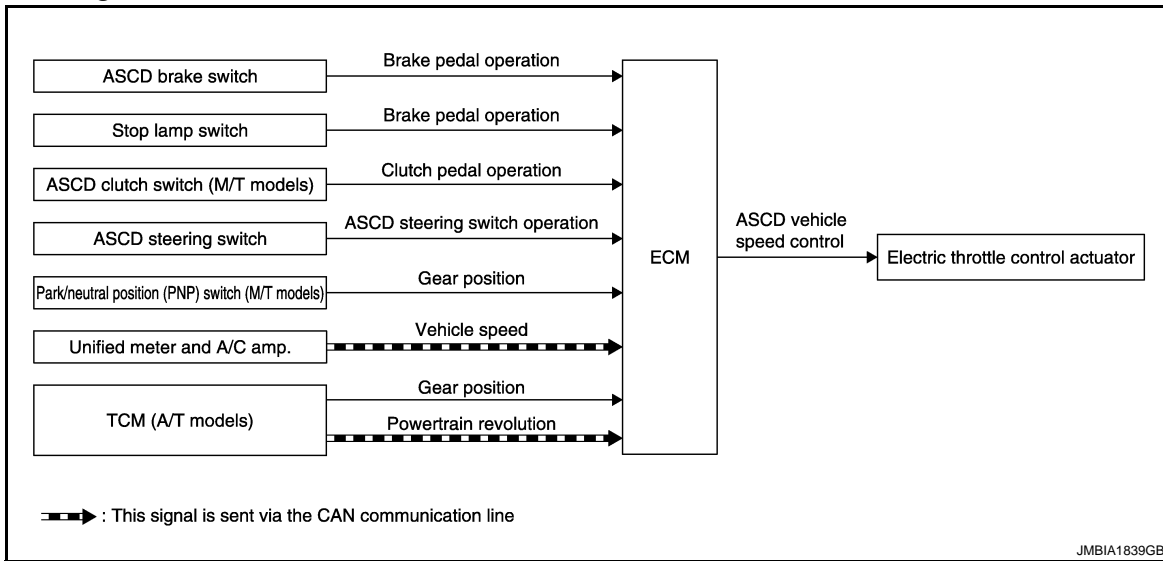 ASCD brake switch
Brake pedal operation
Stop lamp switch
Brake pedal operation
ASCD clutch switch (M/T models)
Clutch pedal operation
ASCD steering switch
ASCD steering switch operation
Park/neutral position (PNP) switch (M/T models)
Gear position
Unified meter and A/C amp.
Vehicle speed
TCM (A/T models)
Gear position
Powertrain revolution
ECM
ASCD vehicle
speed control
Electric throttle control actuator
: This signal is sent via the CAN communication line
JMBIA1839GB